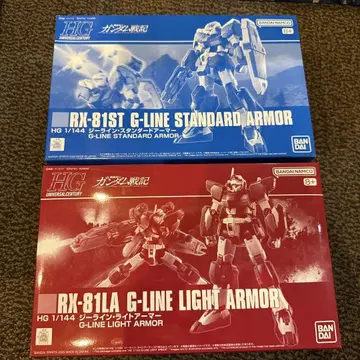 HG
UNIVERSAL CENTURY
ガンダム戦記
BANDAI NAMCO
RX-81ST G-LINE STANDARD ARMOR
HG 1/144 ジーライン・スタンダードアーマー
G-LINE STANDARD ARMOR
BANDAI
HG
UNIVERSAL CENTURY
ガンダム戦記
BANDAI NAMCO
8+
RX-81LA G-LINE LIGHT ARMOR
HG 1/144 ジーライン・ライトアーマー
G-LINE LIGHT ARMOR
BANDAI